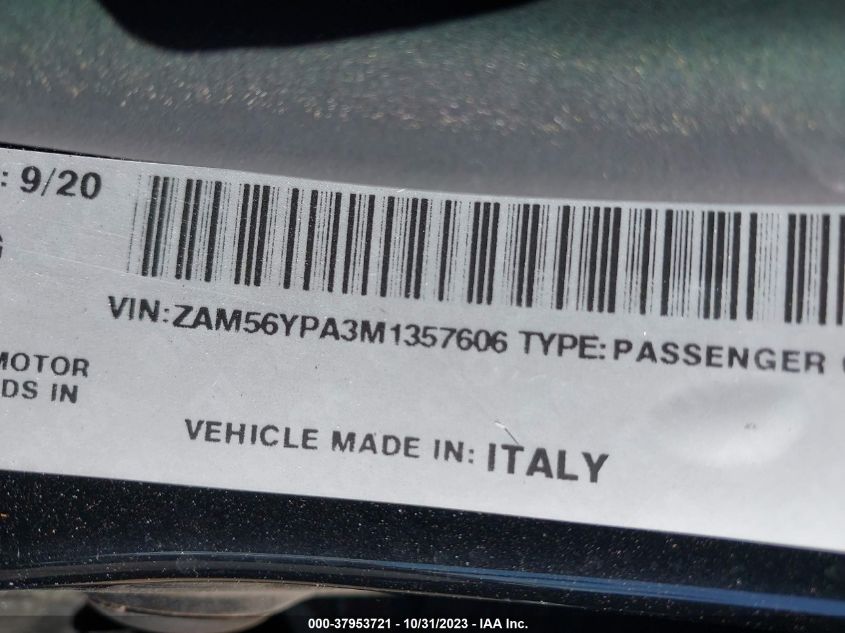 : 9/20
VIN:ZAM56YPA3M1357606 TYPE:PASSENGER
MOTOR
DS IN
VEHICLE MADE IN: ITALY
000-37953721 - 10/31/2023 - IAA Inc.